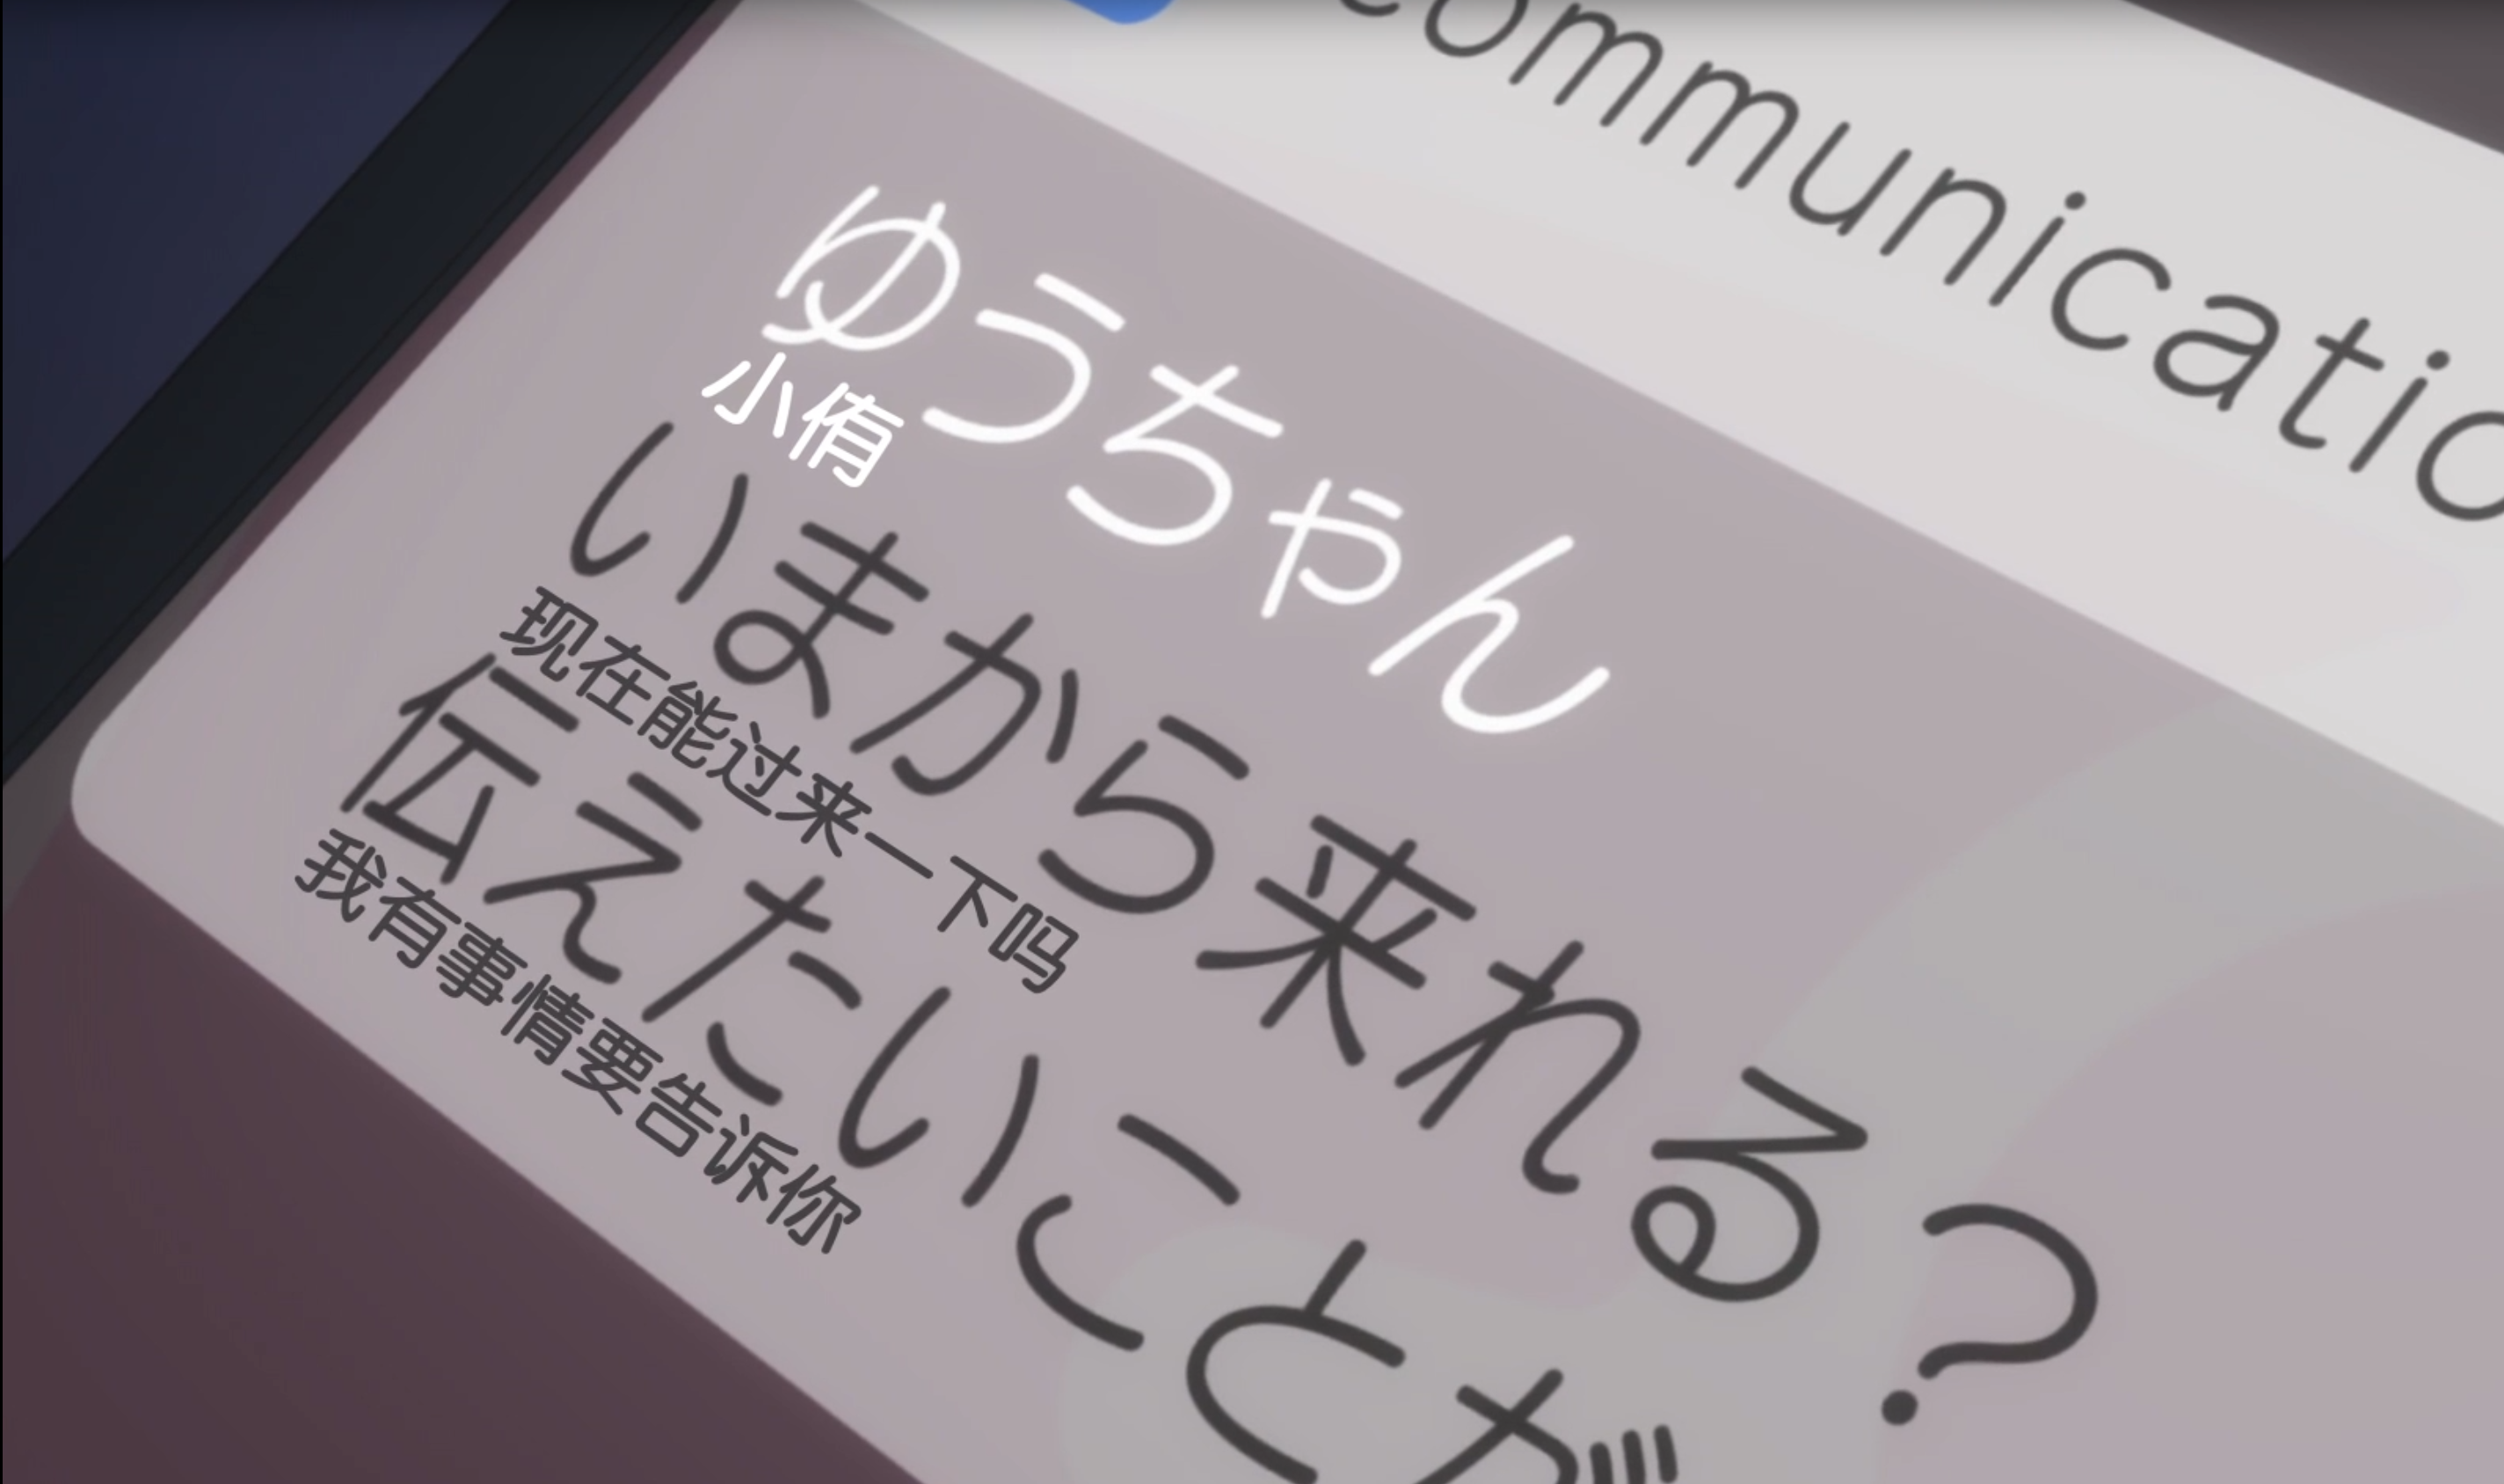 ommunicatio
ゆうちゃん
小侑
いまから来れる？
现在能过来一下吗
伝えたいことが
我有事情要告诉你